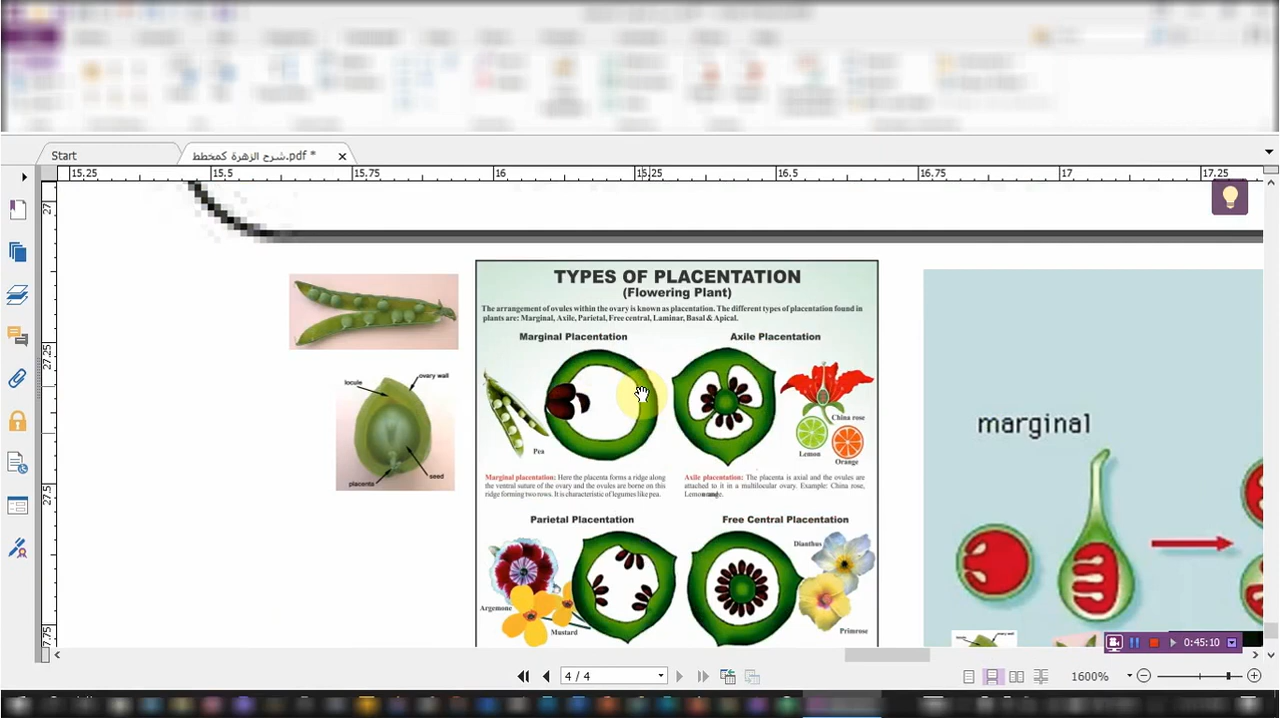 Start
شرح الزهرة كمخطط.pdf *
15.25
15.5
15.75
16
16.25
16.5
16.75
17
17.25
27
27.25
27.5
27.75
TYPES OF PLACENTATION
(Flowering Plant)
The arrangement of ovules within the ovary is known as placentation. The different types of placentation found in
plants are: Marginal, Axile, Parietal, Free central, Laminar, Basal & Apical.
Marginal Placentation
Axile Placentation
Pea
China rose
Lemon
Orange
Marginal placentation: Here the placenta forms a ridge along
the ventral suture of the ovary and the ovules are borne on this
ridge forming two rows. It is characteristic of legumes like pea.
Axile placentation: The placenta is axial and the ovules are
attached to it in a multilocular ovary. Example: China rose,
Parietal Placentation
Free Central Placentation
Argemone
Mustard
Dianthus
Primrose
locule
ovary wall
placenta
seed
marginal
0:45:10
4 / 4
1600%